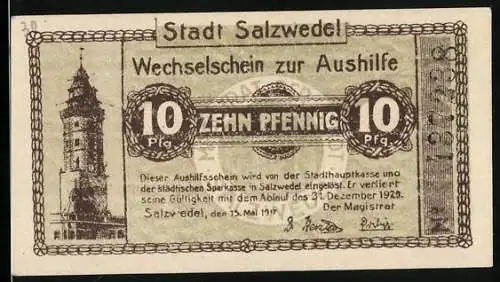 Stadt Salzwedel
Wechselschein zur Aushilfe
10 Pfg
ZEHN PFENNIG
10 Pfg
Dieser Aushilfsschein wird von der Stadthauptkasse und
der städtischen Sparkasse in Salzwedel eingelöst. Er verliert
seine Gültigkeit mit dem Ablauf des 31. Dezember 1929.
Salzwedel, den 15. Mai 1917
Der Magistrat